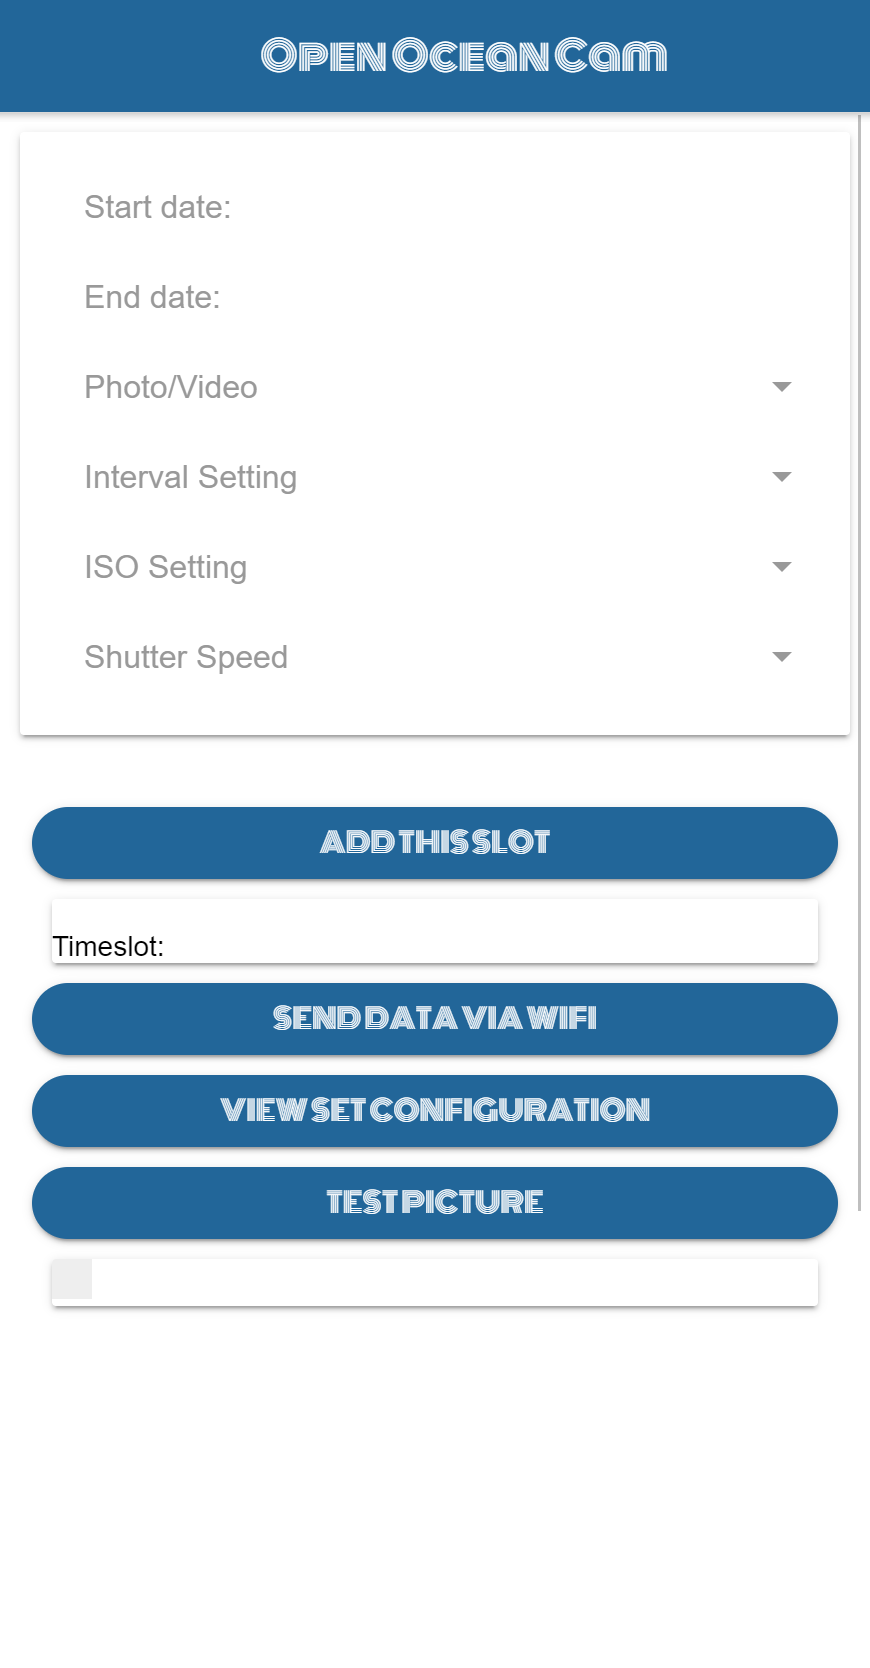 Open Ocean Cam
Start date:
End date:
Photo/Video
Interval Setting
ISO Setting
Shutter Speed
ADD THIS SLOT
Timeslot:
SEND DATA VIA WIFI
VIEW SET CONFIGURATION
TEST PICTURE